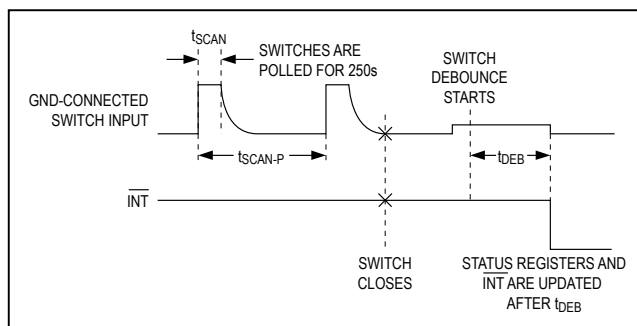 tSCAN
SWITCHES ARE
POLLED FOR 250s
SWITCH
DEBOUNCE
STARTS
GND-CONNECTED
SWITCH INPUT
tSCAN-P
tDEB
INT
SWITCH
CLOSES
STATUS REGISTERS AND
INT ARE UPDATED
AFTER tDEB